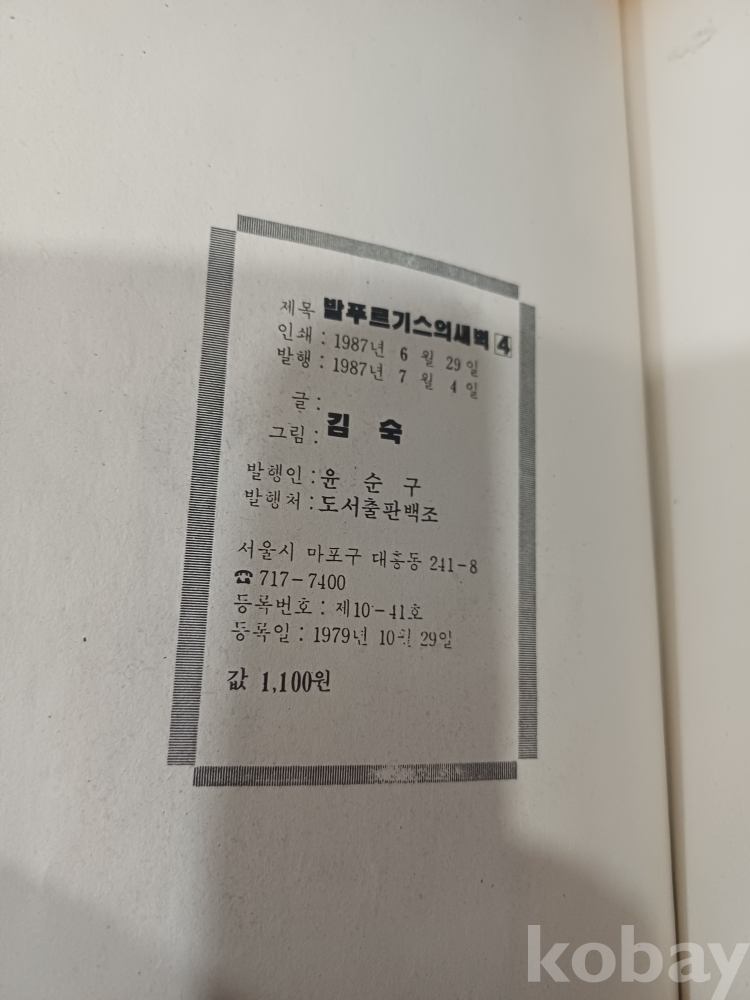 제목 발푸르기스의새벽 4
인쇄 : 1987년 6 월 29일
발행 : 1987년 7 월 4 일
글 :
그림 : 김 숙
발행인 : 윤 순 구
발행처 : 도서출판백조
서울시 마포구 대흥동 241-8
☎ 717-7400
등록번호 : 제10-41호
등록일 : 1979년 10월 29일
값 1,100원
kobay